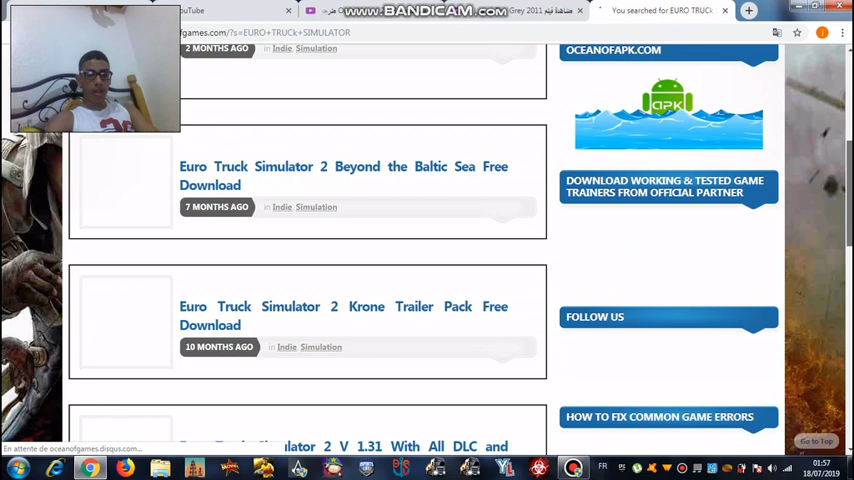 YouTube
www.BANDICAM.com
مشاهدة فيلم
Grey 2011
You searched for EURO TRUCK
fgames.com/?s=EURO+TRUCK+SIMULATOR
2 MONTHS AGO
in Indie Simulation
OCEANOFAPK.COM
apk
Euro Truck Simulator 2 Beyond the Baltic Sea Free
Download
7 MONTHS AGO
in Indie Simulation
DOWNLOAD WORKING & TESTED GAME
TRAINERS FROM OFFICIAL PARTNER
Euro Truck Simulator 2 Krone Trailer Pack Free
Download
10 MONTHS AGO
in Indie Simulation
FOLLOW US
HOW TO FIX COMMON GAME ERRORS
Simulator 2 V 1.31 With All DLC and
Go to Top
En attente de oceanofgames.disqus.com...
FR
01:57
18/07/2019